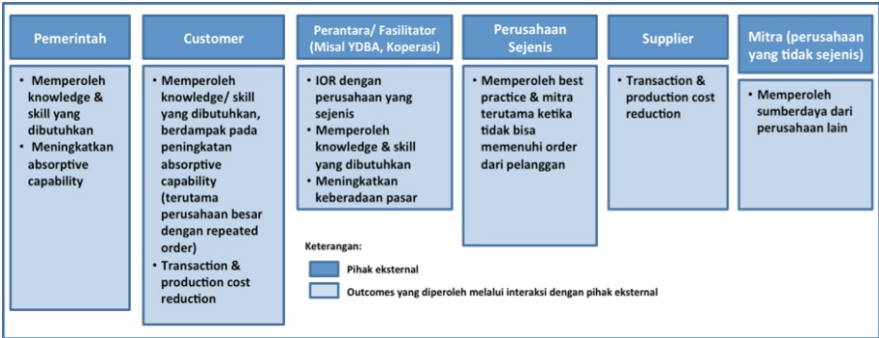 Pemerintah
• Memperoleh
knowledge &
skill yang
dibutuhkan
• Meningkatkan
absorptive
capability
Customer
• Memperoleh
knowledge/ skill
yang dibutuhkan,
berdampak pada
peningkatan
absorptive
capability
(terutama
perusahaan besar
dengan repeated
order)
• Transaction &
production cost
reduction
Perantara/ Fasilitator
(Misal YDBA, Koperasi)
• IOR dengan
perusahaan yang
sejenis
• Memperoleh
knowledge & skill
yang dibutuhkan
• Meningkatkan
keberadaan pasar
Perusahaan
Sejenis
• Memperoleh best
practice & mitra
terutama ketika
tidak bisa
memenuhi order
dari pelanggan
Supplier
• Transaction &
production cost
reduction
Mitra (perusahaan
yang tidak sejenis)
• Memperoleh
sumberdaya dari
perusahaan lain
Keterangan:
Pihak eksternal
Outcomes yang diperoleh melalui interaksi dengan pihak eksternal